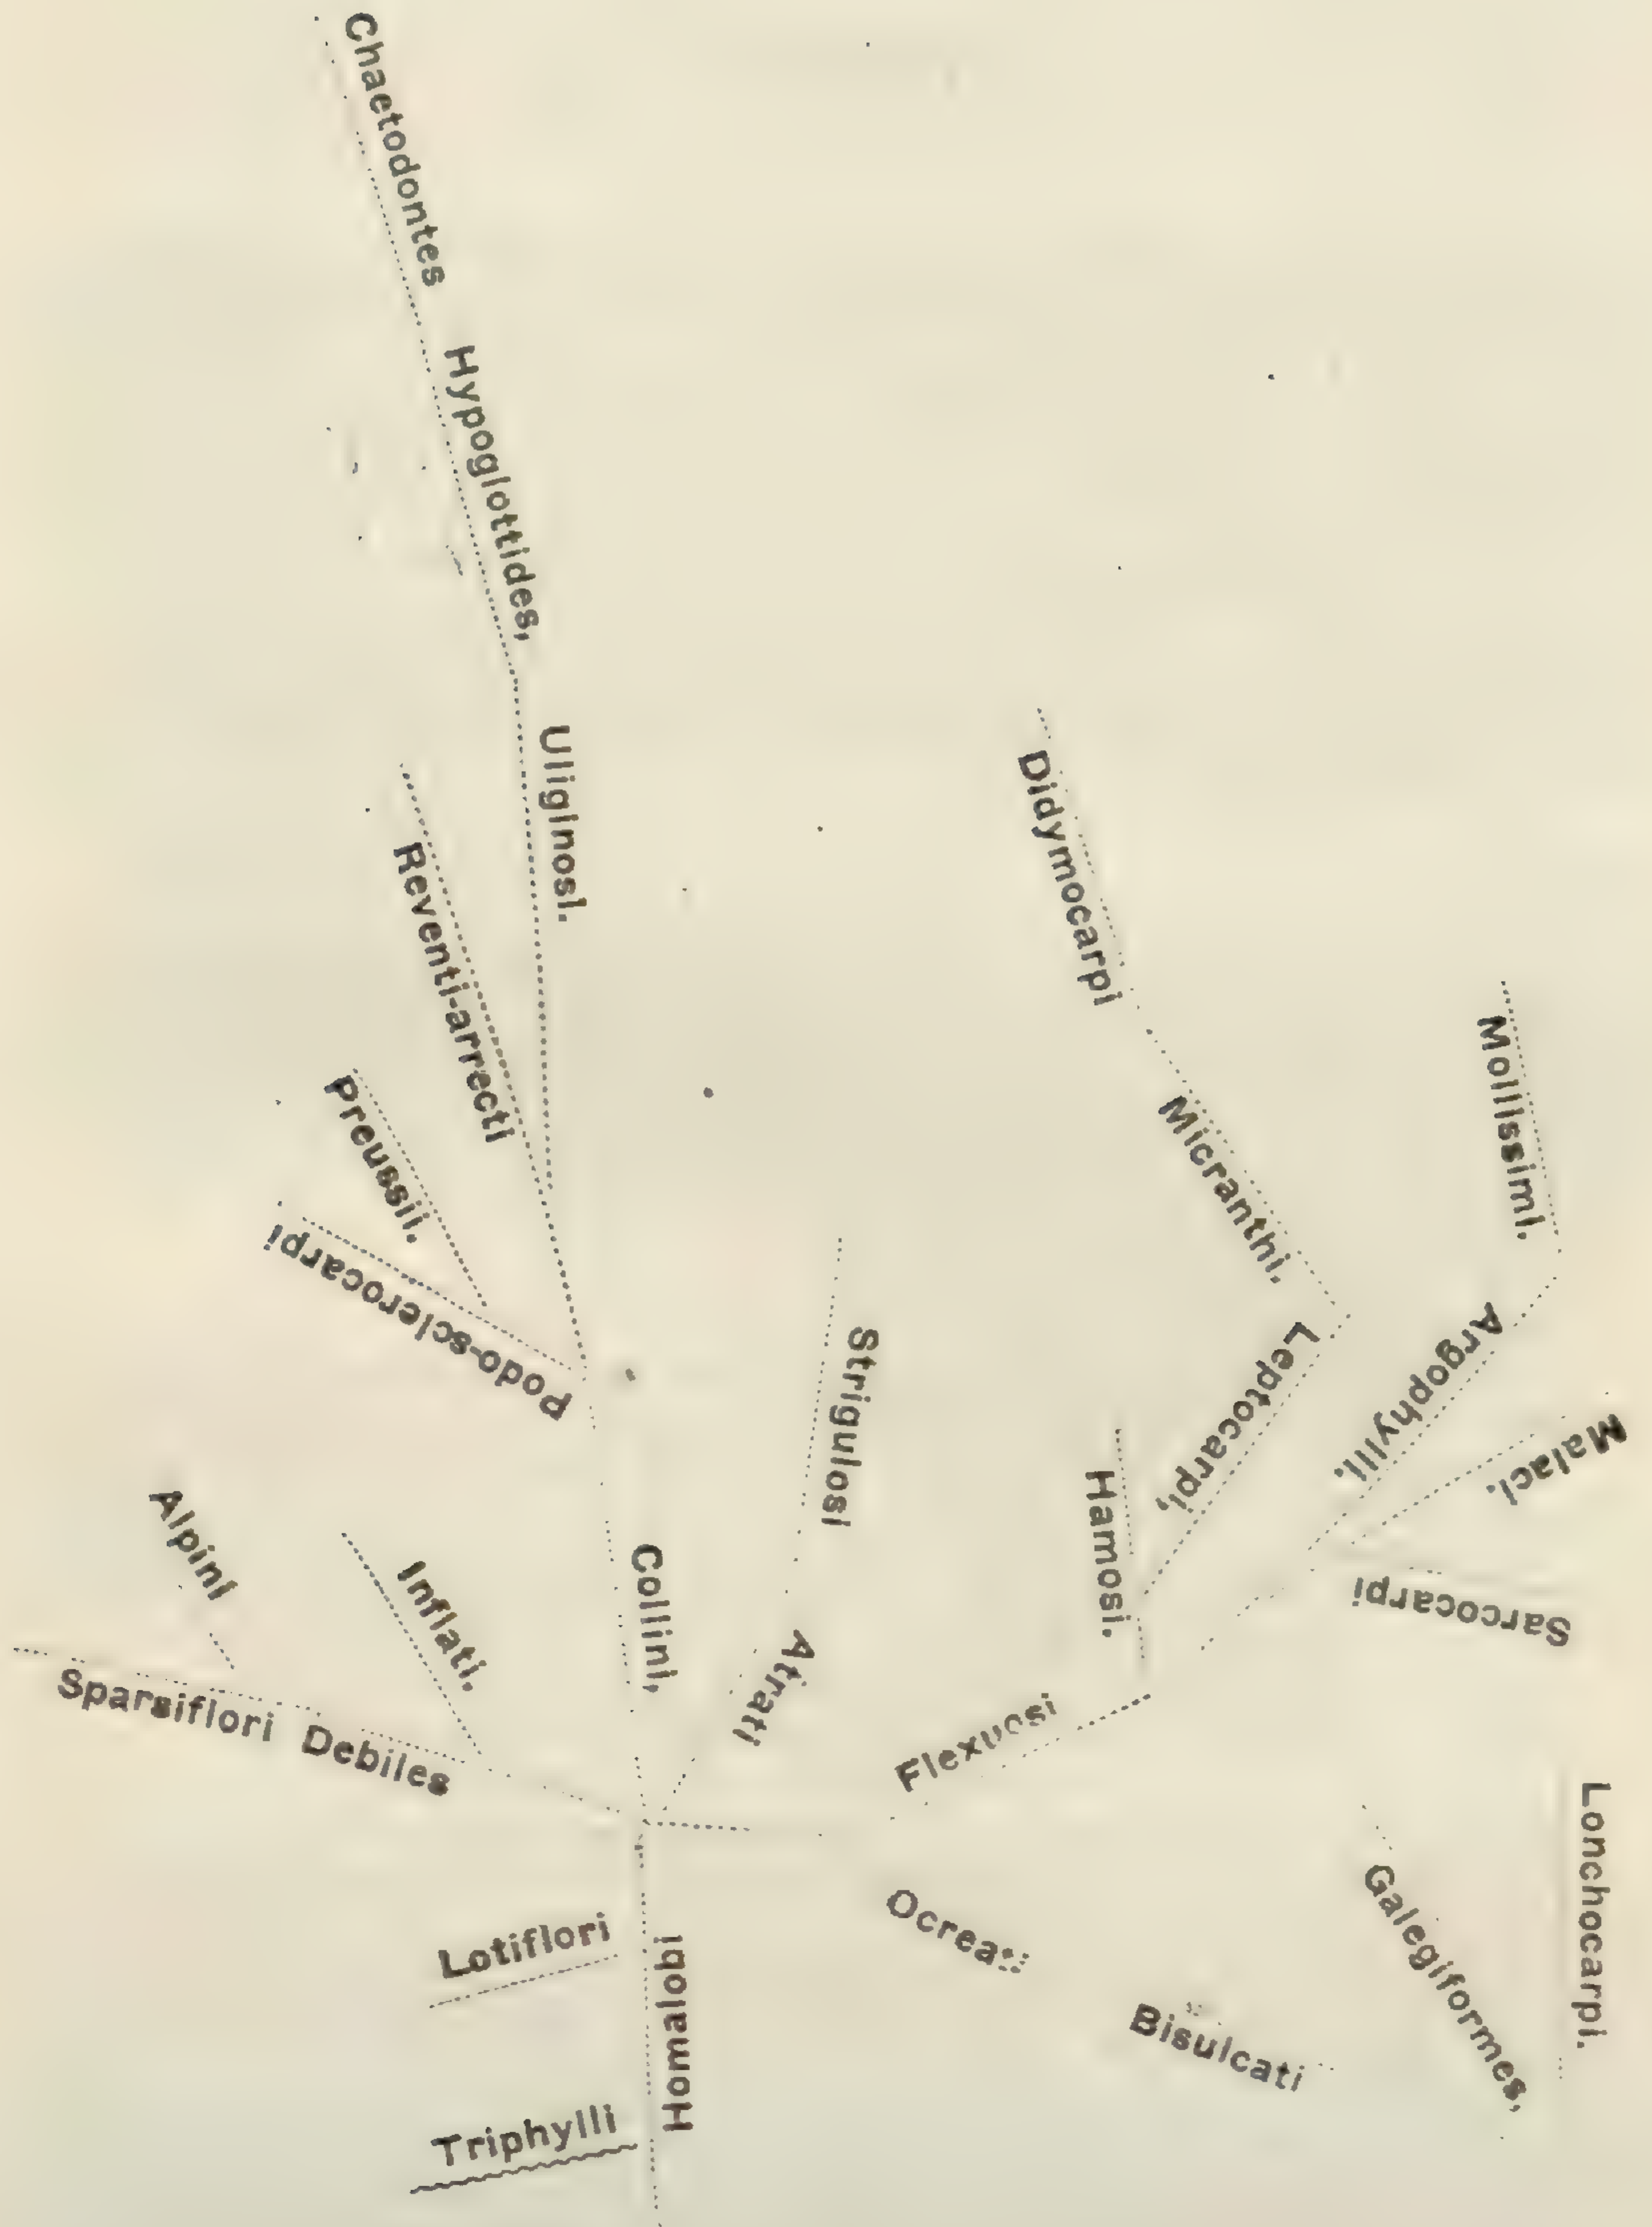 Chaetodontes
Hypoglottides,
Uliginosi.
Reventi-arrecti
Preussii.
Podo-sclerocarpi
Didymocarpi
Micranthi.
Mollissimi.
Argophylli.
Malaci.
Sarcocarpi
Leptocarpi,
Hamosi.
Strigulosi
Atrati
Collini,
Alpini
Inflati.
Sparsiflori Debiles
Flexuosi
Ocreati
Bisulcati
Galegiformes,
Lonchocarpi.
Lotiflori
Homalobi
Triphylli